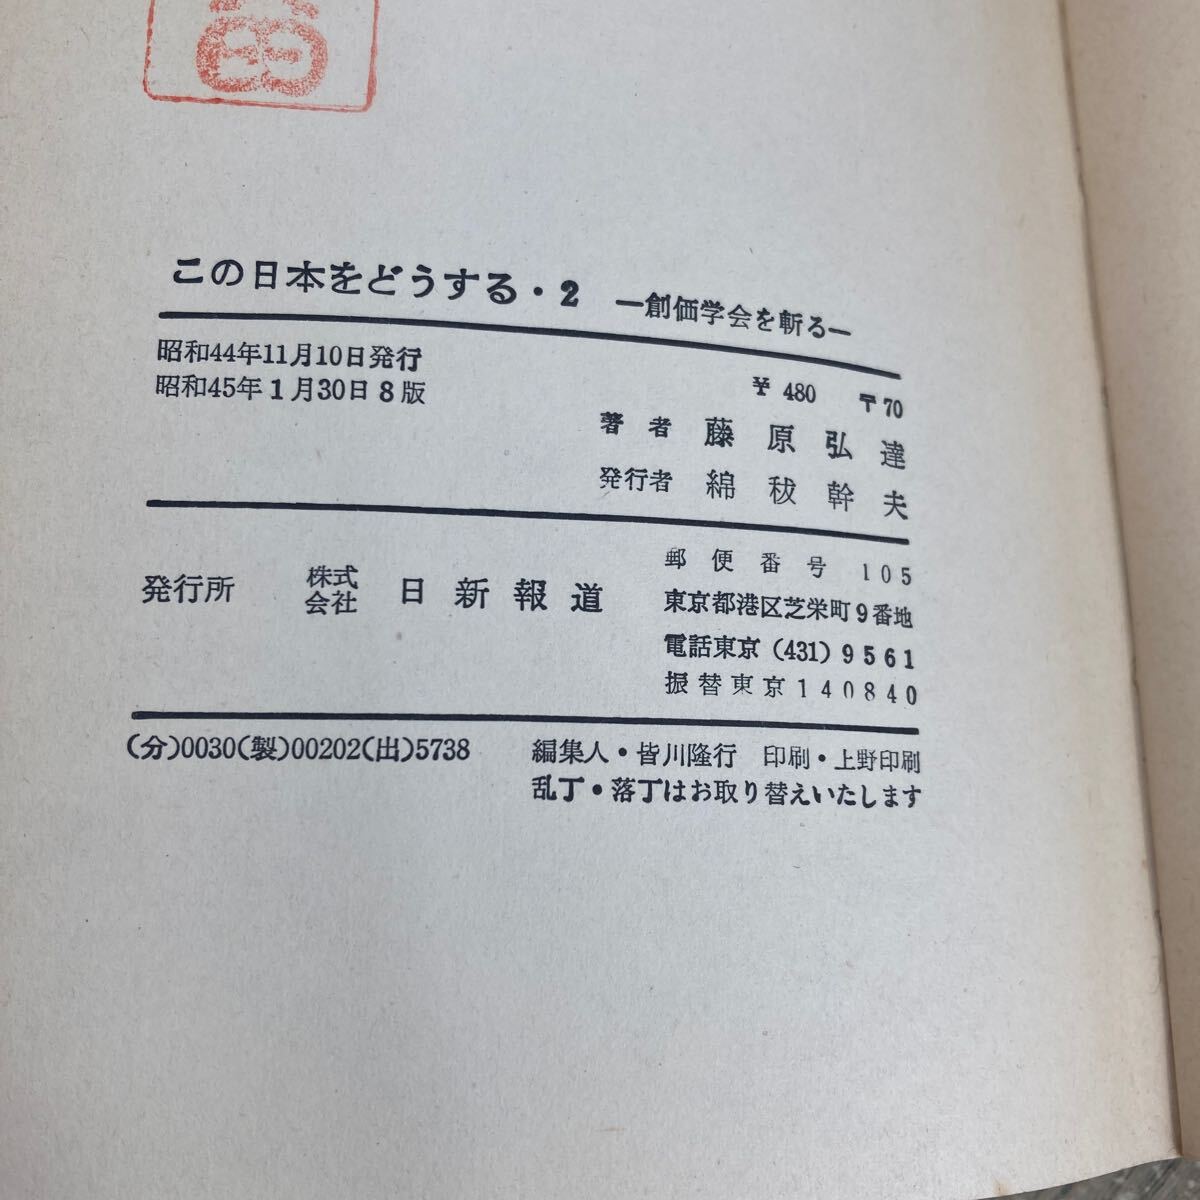 この日本をどうする・2 ―創価学会を斬る―
昭和44年11月10日発行
昭和45年1月30日8版
¥ 480 〒70
著者 藤原弘達
発行者 綿秡幹夫
発行所 株式会社 日新報道
郵便番号 105
東京都港区芝栄町9番地
電話東京(431)9561
振替東京140840
(分)0030(製)00202(出)5738
編集人・皆川隆行 印刷・上野印刷
乱丁・落丁はお取り替えいたします